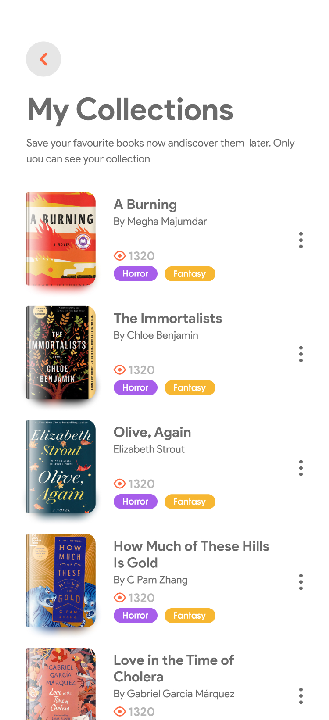 My Collections
Save your favourite books now andiscover them later. Only
you can see your collection
A BURNING
A NOVEL
A Burning
By Megha Majumdar
1320
Horror
Fantasy
THE
IMMORTALISTS
CHLOE
BENJAMIN
The Immortalists
By Chloe Benjamin
1320
Horror
Fantasy
Elizabeth
Strout
Olive,
Again
Olive, Again
Elizabeth Strout
1320
Horror
Fantasy
HOW
MUCH
OF
THESE
HILLS
IS
GOLD
How Much of These Hills
Is Gold
By C Pam Zhang
1320
Horror
Fantasy
GABRIEL
GARCÍA
MÁRQUEZ
Love in the
Time of
Cholera
Love in the Time of
Cholera
By Gabriel García Márquez
1320